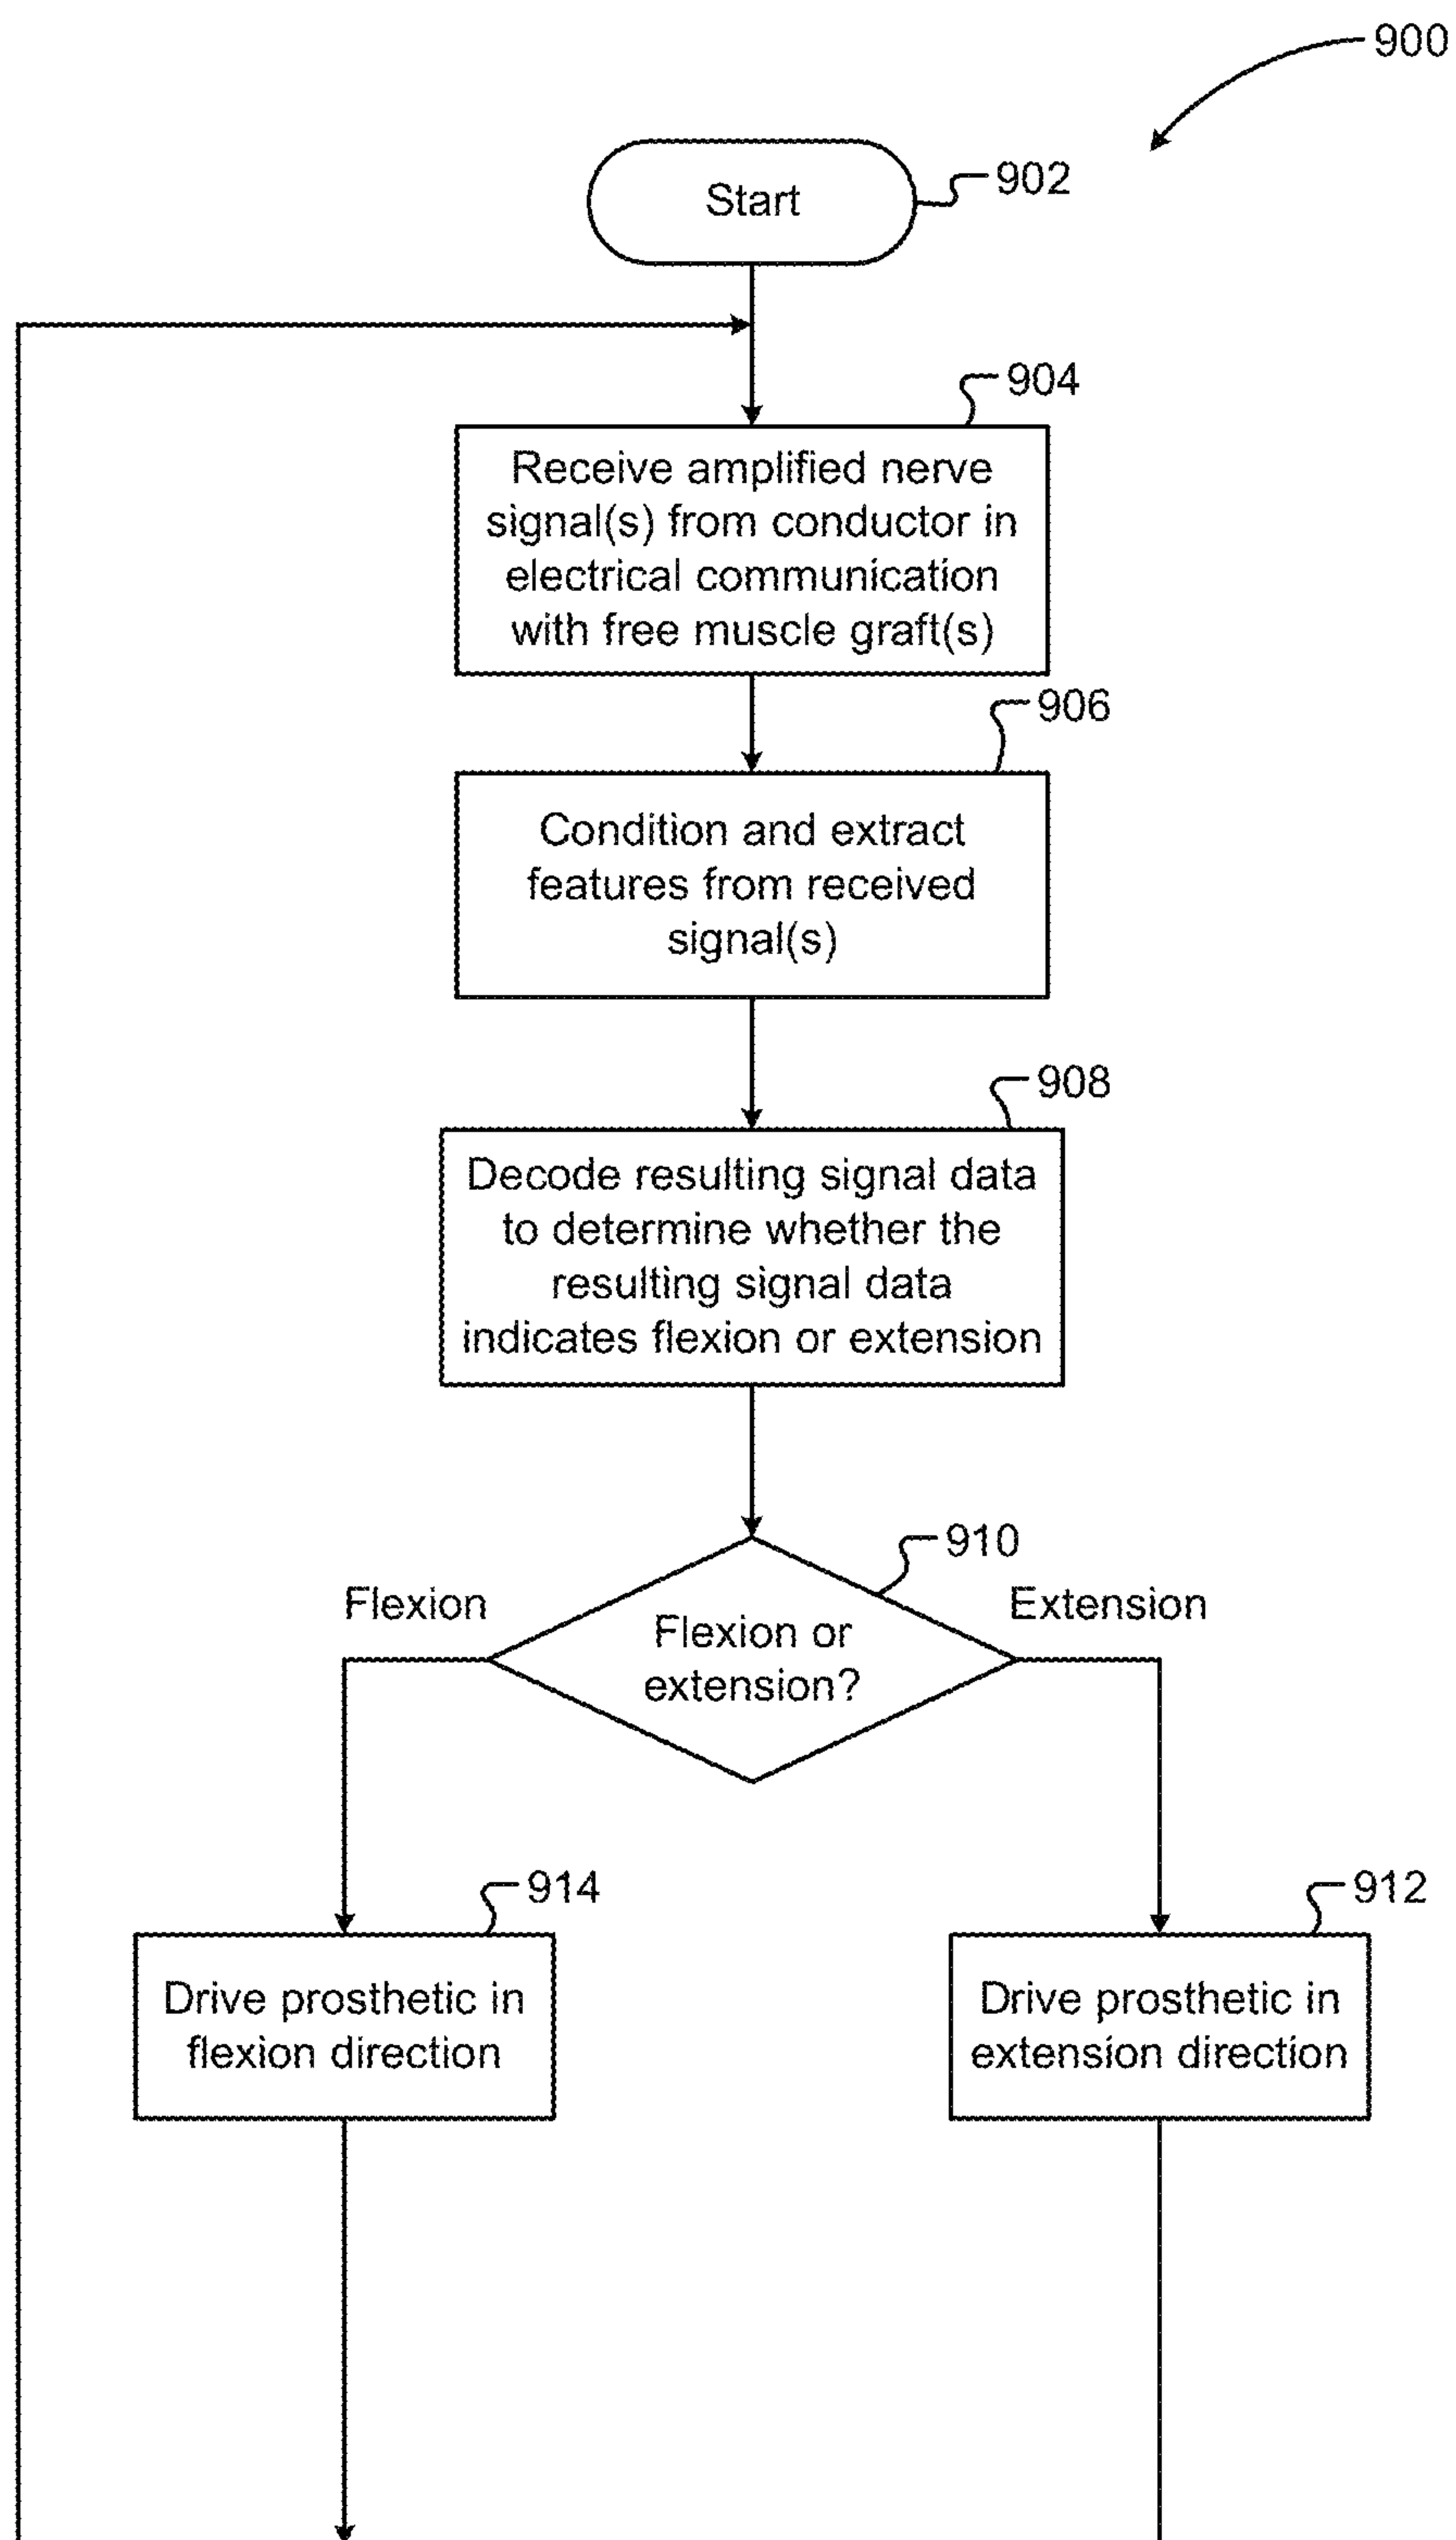 900
Start
902
904
Receive amplified nerve
signal(s) from conductor in
electrical communication
with free muscle graft(s)
906
Condition and extract
features from received
signal(s)
908
Decode resulting signal data
to determine whether the
resulting signal data
indicates flexion or extension
910
Flexion
Extension
Flexion or
extension?
914
912
Drive prosthetic in
flexion direction
Drive prosthetic in
extension direction